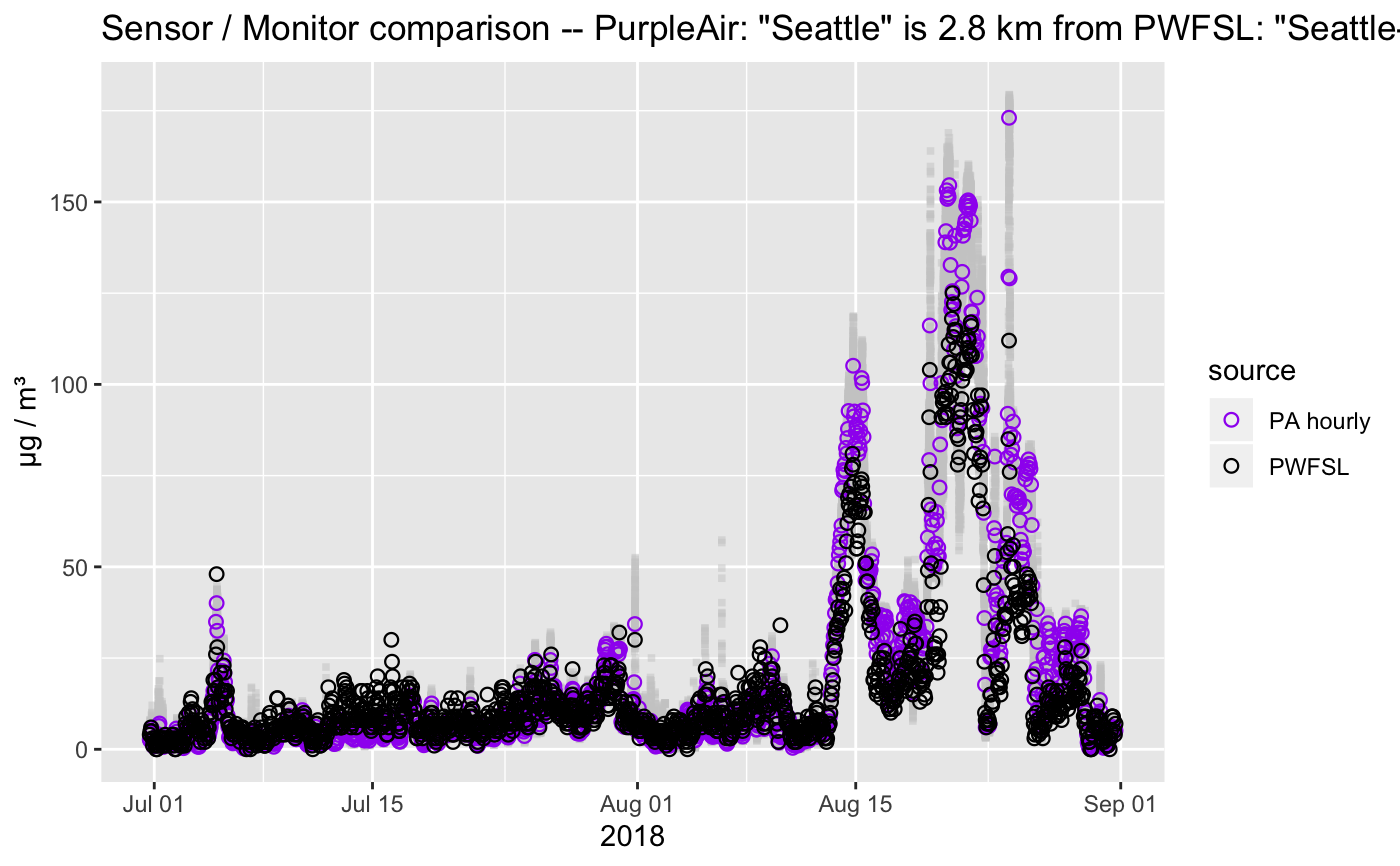 Sensor / Monitor comparison -- PurpleAir: "Seattle" is 2.8 km from PWFSL: "Seattle-
150
100
50
0
µg / m³
Jul 01 Jul 15 Aug 01 Aug 15 Sep 01
2018
source
PA hourly
PWFSL